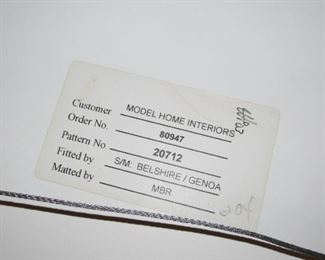 Customer MODEL HOME INTERIORS
Order No. 80947
Pattern No 20712
Fitted by S/M: BELSHIRE / GENOA
Matted by MBR